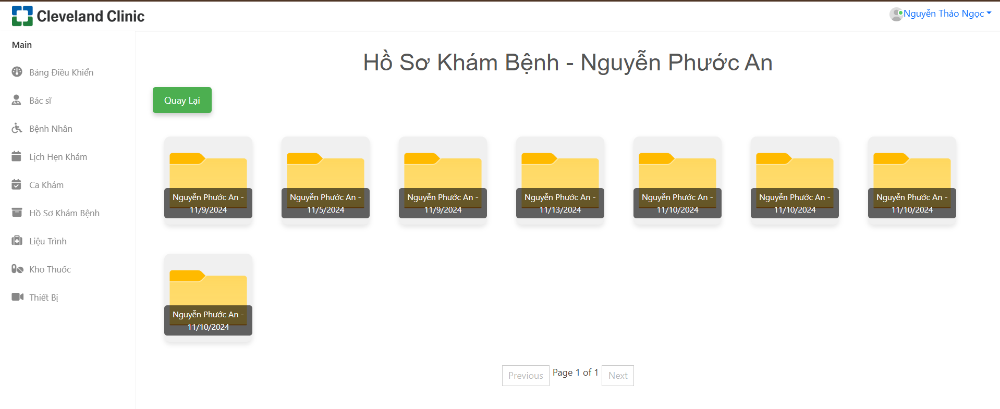 Cleveland Clinic
Nguyễn Thảo Ngọc
Main
Bảng Điều Khiển
Bác sĩ
Bệnh Nhân
Lịch Hẹn Khám
Ca Khám
Hồ Sơ Khám Bệnh
Liệu Trình
Kho Thuốc
Thiết Bị
Hồ Sơ Khám Bệnh - Nguyễn Phước An
Quay Lại
Nguyễn Phước An -
11/9/2024
Nguyễn Phước An -
11/5/2024
Nguyễn Phước An -
11/9/2024
Nguyễn Phước An -
11/13/2024
Nguyễn Phước An -
11/10/2024
Nguyễn Phước An -
11/10/2024
Nguyễn Phước An -
11/10/2024
Nguyễn Phước An -
11/10/2024
Previous Page 1 of 1 Next